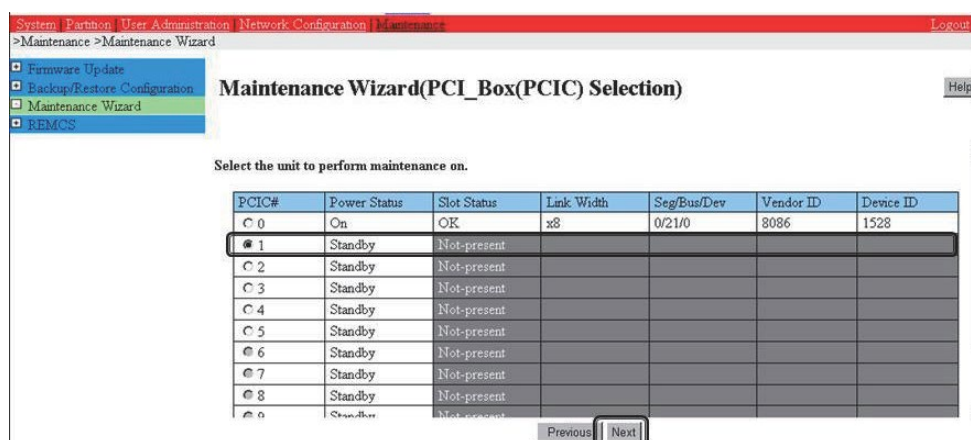 System | Partition | User Administration | Network Configuration | Maintenance Logout
>Maintenance >Maintenance Wizard
Firmware Update
Backup/Restore Configuration
Maintenance Wizard
REMCS
Maintenance Wizard(PCI_Box(PCIC) Selection)
Help
Select the unit to perform maintenance on.
PCIC# Power Status Slot Status Link Width Seg/Bus/Dev Vendor ID Device ID
0 On OK x8 0/21/0 8086 1528
1 Standby Not-present
2 Standby Not-present
3 Standby Not-present
4 Standby Not-present
5 Standby Not-present
6 Standby Not-present
7 Standby Not-present
8 Standby Not-present
9 Standby Not-present
Previous Next